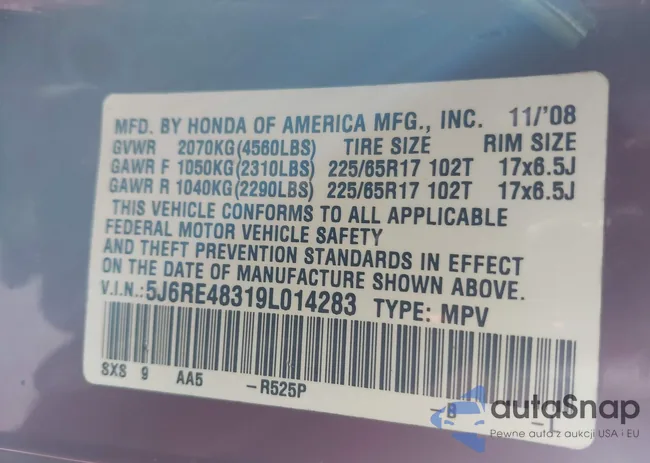 MFD. BY HONDA OF AMERICA MFG., INC. 11/'08
GVWR 2070KG(4560LBS) TIRE SIZE RIM SIZE
GAWR F 1050KG(2310LBS) 225/65R17 102T 17x6.5J
GAWR R 1040KG(2290LBS) 225/65R17 102T 17x6.5J
THIS VEHICLE CONFORMS TO ALL APPLICABLE
FEDERAL MOTOR VEHICLE SAFETY
AND THEFT PREVENTION STANDARDS IN EFFECT
ON THE DATE OF MANUFACTURE SHOWN ABOVE.
V.I.N.: 5J6RE48319L014283 TYPE: MPV
SXS 9 AA5 -R525P -B -
autaSnap
Pewne auta z aukcji USA i EU